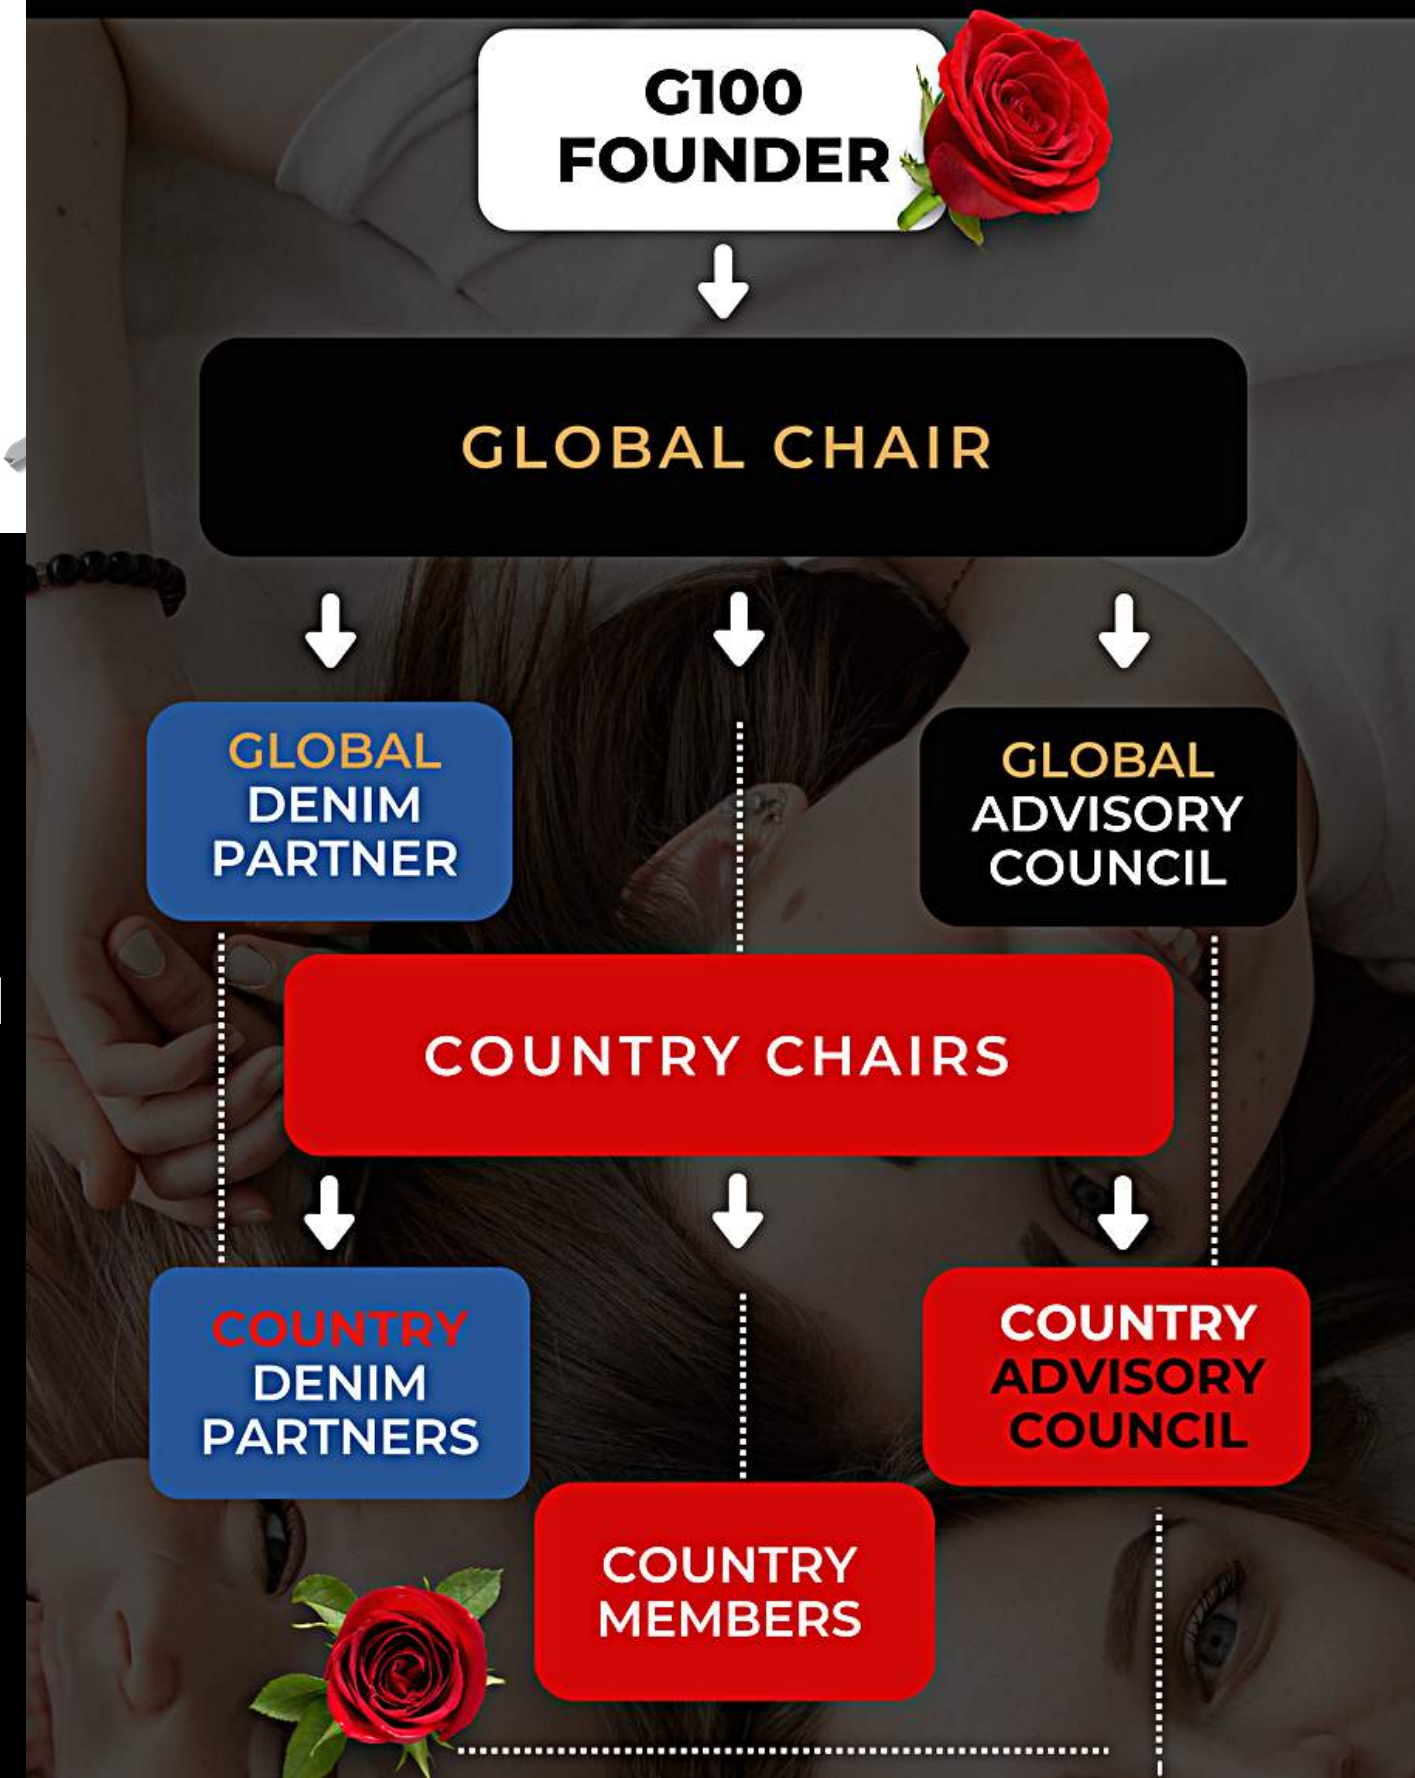 G100
FOUNDER
GLOBAL CHAIR
GLOBAL
DENIM
PARTNER
GLOBAL
ADVISORY
COUNCIL
COUNTRY CHAIRS
COUNTRY
DENIM
PARTNERS
COUNTRY
ADVISORY
COUNCIL
COUNTRY
MEMBERS